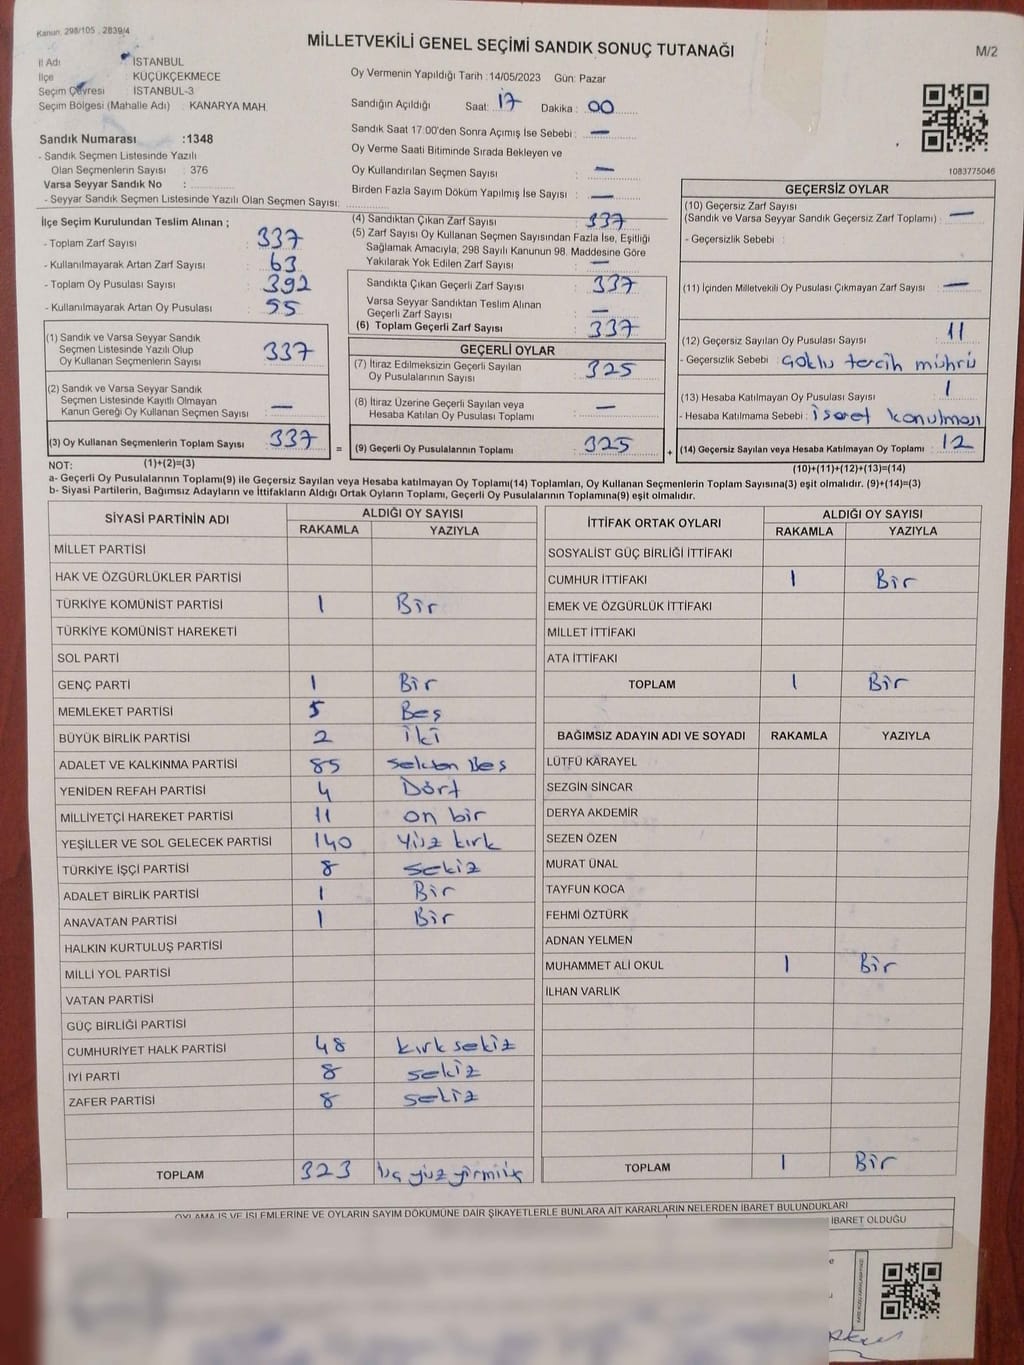 Kanun. 298/105 . 2839/4
MİLLETVEKİLİ GENEL SEÇİMİ SANDIK SONUÇ TUTANAĞI
M/2
İl Adı : İSTANBUL
İlçe : KÜÇÜKÇEKMECE
Seçim Çevresi : İSTANBUL-3
Seçim Bölgesi (Mahalle Adı) : KANARYA MAH.
Sandık Numarası :1348
- Sandık Seçmen Listesinde Yazılı
Olan Seçmenlerin Sayısı : 376
Varsa Seyyar Sandık No :
- Seyyar Sandık Seçmen Listesinde Yazılı Olan Seçmen Sayısı:
Oy Vermenin Yapıldığı Tarih :14/05/2023 Gün: Pazar
Sandığın Açıldığı Saat: 17 Dakika : 00
Sandık Saat 17:00'den Sonra Açımış İse Sebebi : —
Oy Verme Saati Bitiminde Sırada Bekleyen ve
Oy Kullandırılan Seçmen Sayısı : —
Birden Fazla Sayım Döküm Yapılmış İse Sayısı : —
1083775046
İlçe Seçim Kurulundan Teslim Alınan ;
- Toplam Zarf Sayısı : 337
- Kullanılmayarak Artan Zarf Sayısı : 63
- Toplam Oy Pusulası Sayısı : 392
- Kullanılmayarak Artan Oy Pusulası : 55
(1) Sandık ve Varsa Seyyar Sandık
Seçmen Listesinde Yazılı Olup
Oy Kullanan Seçmenlerin Sayısı : 337
(2) Sandık ve Varsa Seyyar Sandık
Seçmen Listesinde Kayıtlı Olmayan
Kanun Gereği Oy Kullanan Seçmen Sayısı : —
(3) Oy Kullanan Seçmenlerin Toplam Sayısı : 337
(1)+(2)=(3)
(4) Sandıktan Çıkan Zarf Sayısı : 337
(5) Zarf Sayısı Oy Kullanan Seçmen Sayısından Fazla İse, Eşitliği
Sağlamak Amacıyla, 298 Sayılı Kanunun 98. Maddesine Göre
Yakılarak Yok Edilen Zarf Sayısı : —
Sandıkta Çıkan Geçerli Zarf Sayısı : 337
Varsa Seyyar Sandıktan Teslim Alınan
Geçerli Zarf Sayısı : —
(6) Toplam Geçerli Zarf Sayısı : 337
GEÇERLİ OYLAR
(7) İtiraz Edilmeksizin Geçerli Sayılan
Oy Pusulalarının Sayısı : 325
(8) İtiraz Üzerine Geçerli Sayılan veya
Hesaba Katılan Oy Pusulası Toplamı : —
= (9) Geçerli Oy Pusulalarının Toplamı : 325 +
GEÇERSİZ OYLAR
(10) Geçersiz Zarf Sayısı
(Sandık ve Varsa Seyyar Sandık Geçersiz Zarf Toplamı) : —
- Geçersizlik Sebebi :
(11) İçinden Milletvekili Oy Pusulası Çıkmayan Zarf Sayısı : —
(12) Geçersiz Sayılan Oy Pusulası Sayısı : 11
- Geçersizlik Sebebi : Çoklu tercih mührü
(13) Hesaba Katılmayan Oy Pusulası Sayısı : 1
- Hesaba Katılmama Sebebi : İşaret konulması
(14) Geçersiz Sayılan veya Hesaba Katılmayan Oy Toplamı : 12
(10)+(11)+(12)+(13)=(14)
NOT:
a- Geçerli Oy Pusulasının Toplamı(9) ile Geçersiz Sayılan veya Hesaba katılmayan Oy Toplamı(14) Toplamları, Oy Kullanan Seçmenlerin Toplam Sayısına(3) eşit olmalıdır. (9)+(14)=(3)
b- Siyasi Partilerin, Bağımsız Adayların ve İttifakların Aldığı Ortak Oyların Toplamı, Geçerli Oy Pusulasının Toplamına(9) eşit olmalıdır.
SİYASİ PARTİNİN ADI ALDIĞI OY SAYISI
RAKAMLA YAZIYLA
MİLLET PARTİSİ
HAK VE ÖZGÜRLÜKLER PARTİSİ
TÜRKİYE KOMÜNİST PARTİSİ 1 Bir
TÜRKİYE KOMÜNİST HAREKETİ
SOL PARTİ
GENÇ PARTİ 1 Bir
MEMLEKET PARTİSİ 5 Beş
BÜYÜK BİRLİK PARTİSİ 2 İki
ADALET VE KALKINMA PARTİSİ 85 seksen Beş
YENİDEN REFAH PARTİSİ 4 Dört
MİLLİYETÇİ HAREKET PARTİSİ 11 on bir
YEŞİLLER VE SOL GELECEK PARTİSİ 140 yüz kırk
TÜRKİYE İŞÇİ PARTİSİ 8 sekiz
ADALET BİRLİK PARTİSİ 1 Bir
ANAVATAN PARTİSİ 1 Bir
HALKIN KURTULUŞ PARTİSİ
MİLLİ YOL PARTİSİ
VATAN PARTİSİ
GÜÇ BİRLİĞİ PARTİSİ
CUMHURİYET HALK PARTİSİ 48 kırk sekiz
İYİ PARTİ 8 sekiz
ZAFER PARTİSİ 8 sekiz
TOPLAM 323
İTTİFAK ORTAK OYLARI ALDIĞI OY SAYISI
RAKAMLA YAZIYLA
SOSYALİST GÜÇ BİRLİĞİ İTTİFAKI
CUMHUR İTTİFAKI 1 Bir
EMEK VE ÖZGÜRLÜK İTTİFAKI
MİLLET İTTİFAKI
ATA İTTİFAKI
TOPLAM 1 Bir
BAĞIMSIZ ADAYIN ADI VE SOYADI RAKAMLA YAZIYLA
LÜTFÜ KARAYEL
SEZGİN SİNCAR
DERYA AKDEMİR
SEZEN ÖZEN
MURAT ÜNAL
TAYFUN KOCA
FEHMİ ÖZTÜRK
ADNAN YELMEN
MUHAMMET ALİ OKUL 1 Bir
İLHAN VARLIK
TOPLAM 1 Bir
OYLAMA İŞ VE İŞLEMLERİNE VE OYLARIN SAYIM DÖKÜMÜNE DAİR ŞİKAYETLERLE BUNLARA AİT KARARLARIN NELERDEN İBARET BULUNDUKLARI
İBARET OLDUĞU